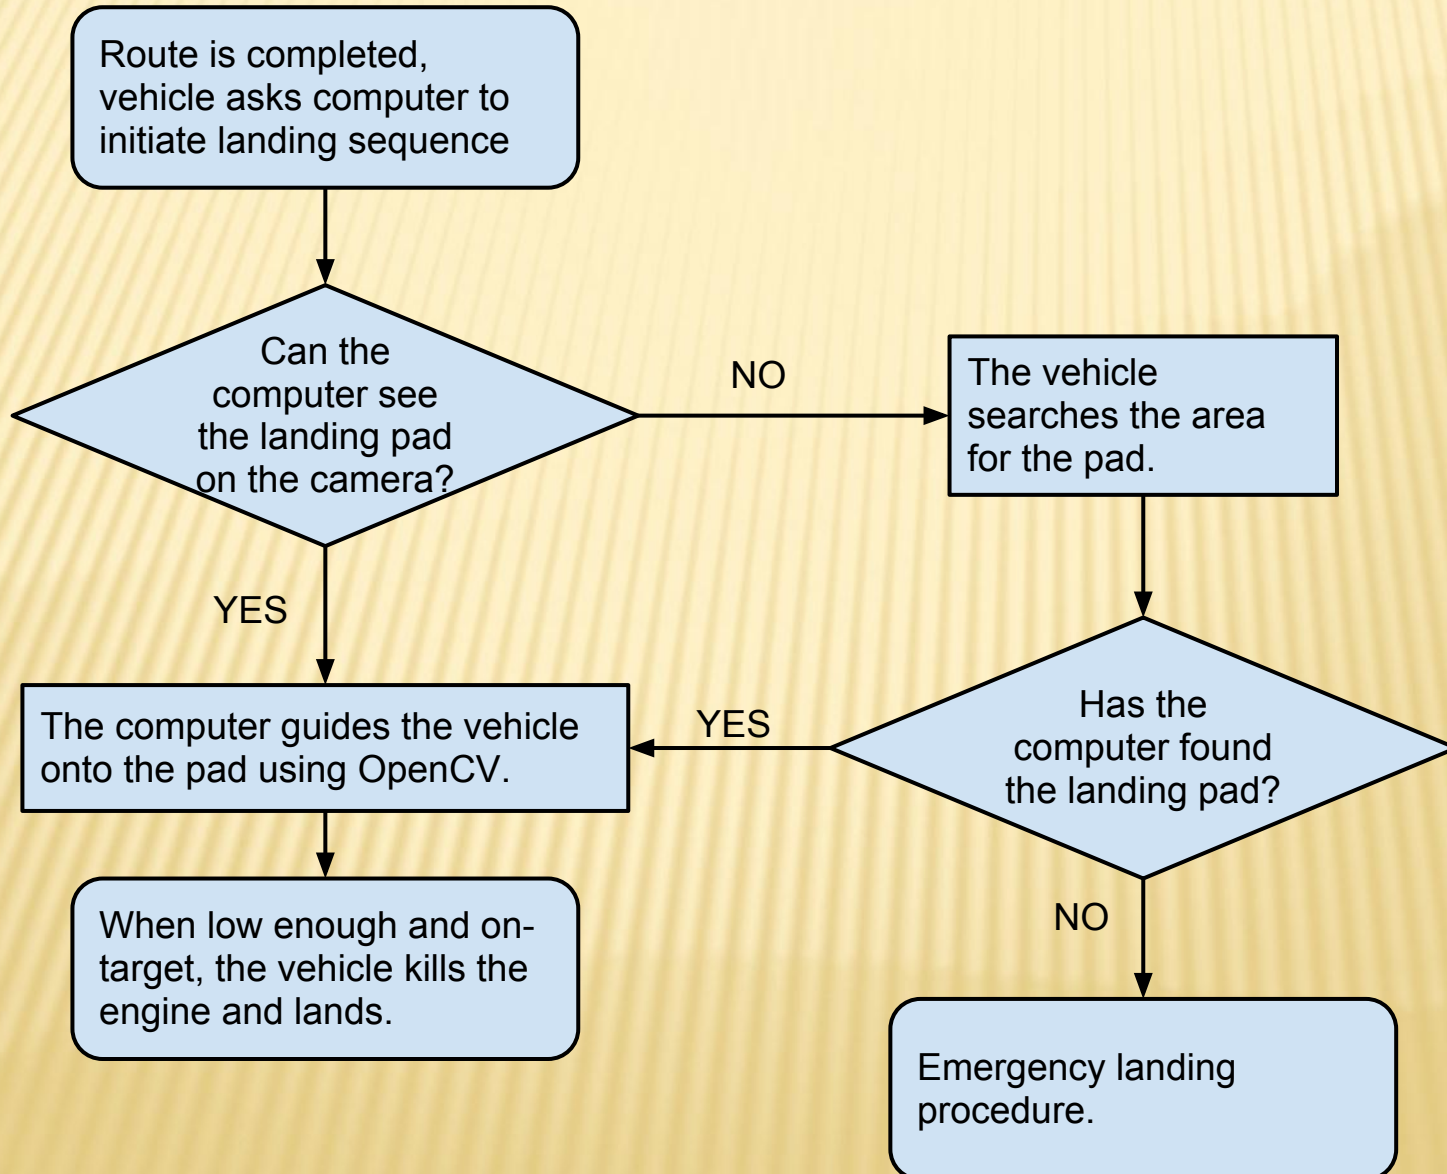 Route is completed,
vehicle asks computer to
initiate landing sequence
Can the
computer see
the landing pad
on the camera?
NO
The vehicle
searches the area
for the pad.
YES
The computer guides the vehicle
onto the pad using OpenCV.
YES
Has the
computer found
the landing pad?
When low enough and on-
target, the vehicle kills the
engine and lands.
NO
Emergency landing
procedure.